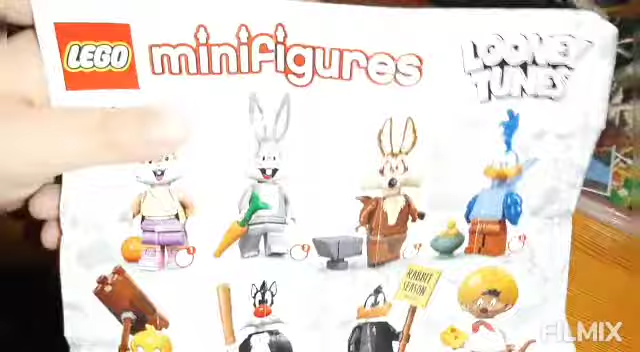 LEGO
minifigures
LOONEY
TUNES
RABBIT
SEASON
FILMIX